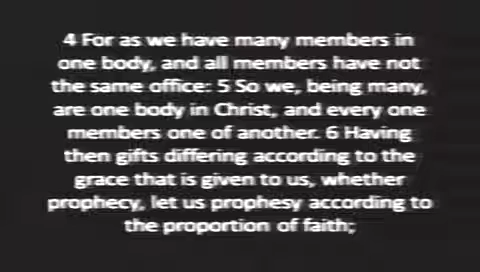 4 For as we have many members in
one body, and all members have not
the same office: 5 So we, being many,
are one body in Christ, and every one
members one of another. 6 Having
then gifts differing according to the
grace that is given to us, whether
prophecy, let us prophesy according to
the proportion of faith;